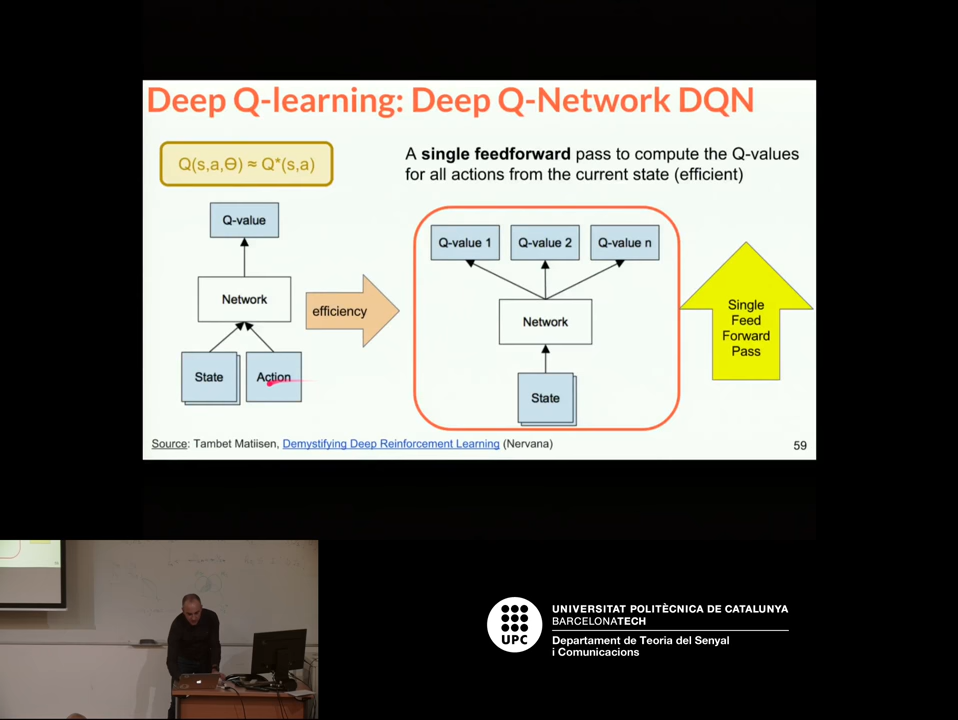 Deep Q-learning: Deep Q-Network DQN
Q(s,a,Θ) ≈ Q*(s,a)
A single feedforward pass to compute the Q-values
for all actions from the current state (efficient)
Q-value
Network
State
Action
efficiency
Q-value 1
Q-value 2
Q-value n
Network
State
Single
Feed
Forward
Pass
Source: Tambet Matiisen, Demystifying Deep Reinforcement Learning (Nervana)
59
UPC
UNIVERSITAT POLITÈCNICA DE CATALUNYA
BARCELONATECH
Departament de Teoria del Senyal
i Comunicacions